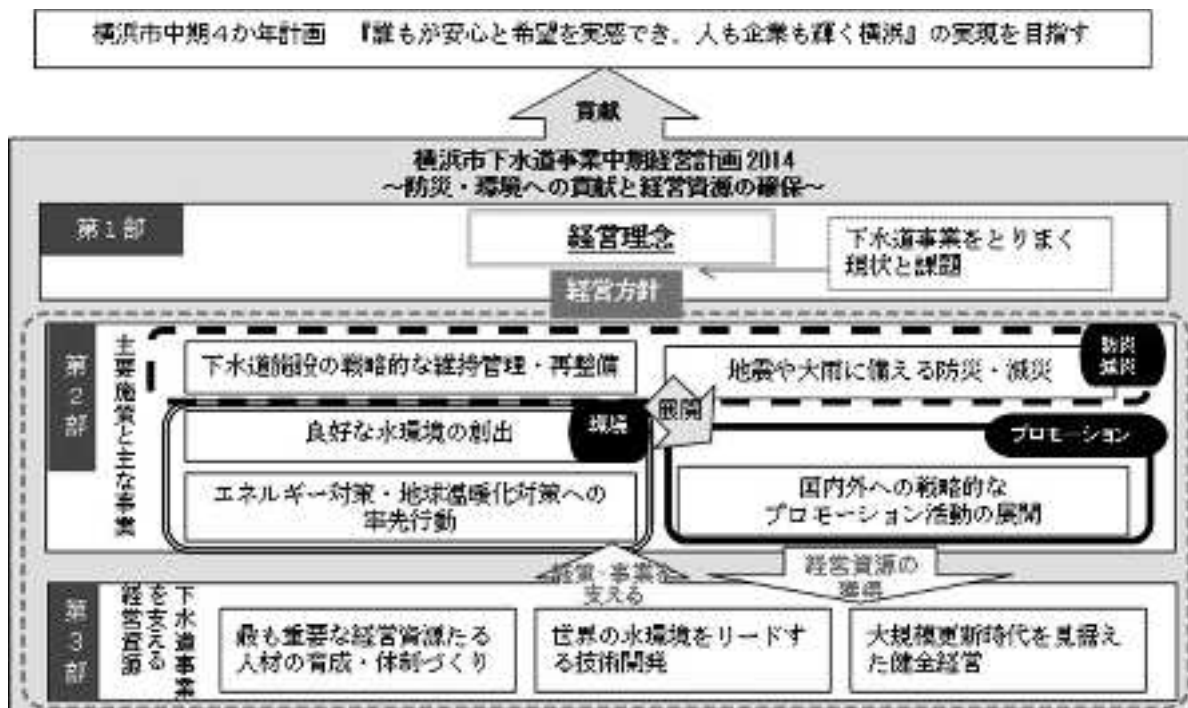 横浜市中期４か年計画　『誰もが安心と希望を実感でき、人も企業も輝く横浜』の実現を目指す
貢献
横浜市下水道事業中期経営計画 2014
～防災・環境への貢献と経営資源の確保～
第１部
経営理念
下水道事業をとりまく
現状と課題
経営方針
第２部
主要施策と主な事業
下水道施設の戦略的な維持管理・再整備
地震や大雨に備える防災・減災
防災
減災
展開
良好な水環境の創出
環境
プロモーション
エネルギー対策・地球温暖化対策への
率先行動
国内外への戦略的な
プロモーション活動の展開
経営・事業を
支える
経営資源の
獲得
第３部
下水道事業
を支える
経営資源
最も重要な経営資源たる
人材の育成・体制づくり
世界の水環境をリードす
る技術開発
大規模更新時代を見据え
た健全経営